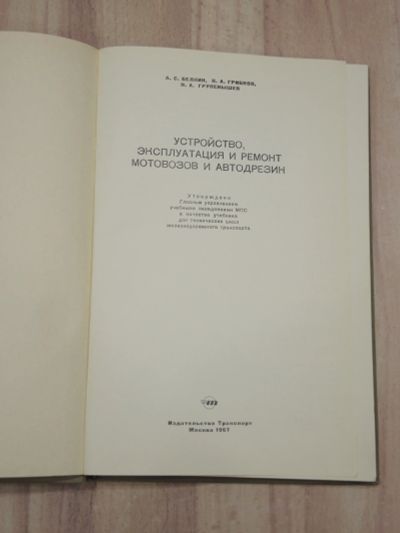 А. С. БЕЛКИН, В. А. ГРИБКОВ,
УСТРОЙСТВО,
ЭКСПЛУАТАЦИЯ И РЕМОНТ
МОТОВОЗОВ И АВТОДРЕЗИН
Утверждено
Главным управлением
учебными заведениями МПС
в качестве учебника
для технических школ
железнодорожного транспорта
Издательство Транспорт
Москва 1967